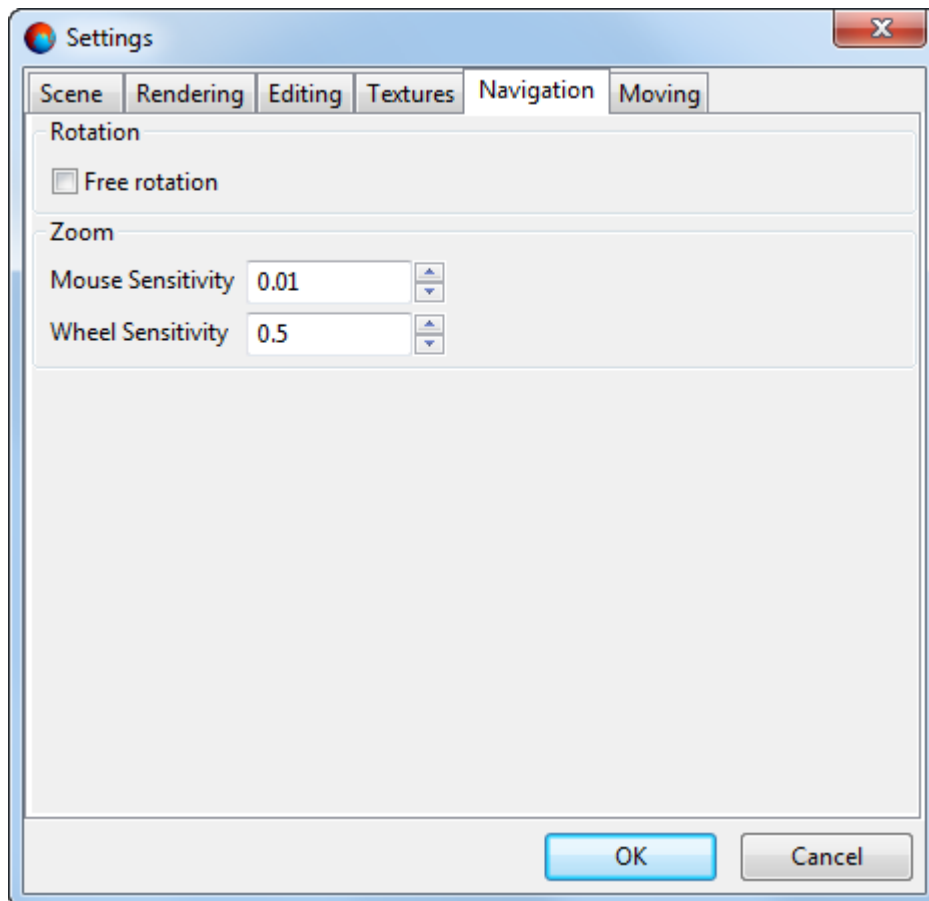 Settings
Scene Rendering Editing Textures Navigation Moving
Rotation
Free rotation
Zoom
Mouse Sensitivity 0.01
Wheel Sensitivity 0.5
OK Cancel